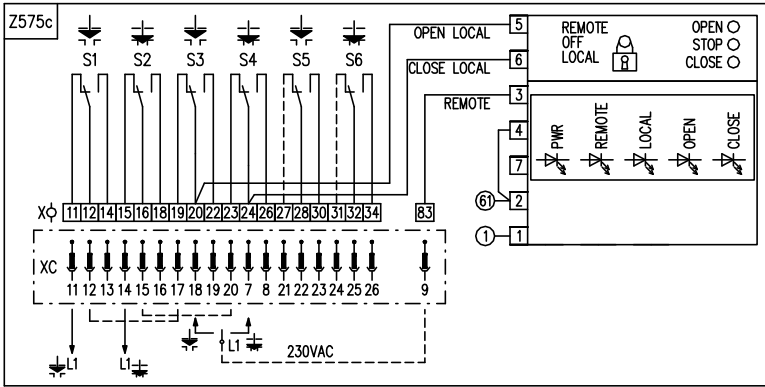 Z575c
S1 S2 S3 S4 S5 S6
OPEN LOCAL
CLOSE LOCAL
REMOTE
5
6
3
4
7
2
1
61
1
REMOTE
OFF
LOCAL
OPEN
STOP
CLOSE
PWR
REMOTE
LOCAL
OPEN
CLOSE
X 11 12 14 15 16 18 19 20 22 23 24 26 27 28 30 31 32 34 83
XC
11 12 13 14 15 16 17 18 19 20 7 8 21 22 23 24 25 26 9
L1 L1 L1
230VAC